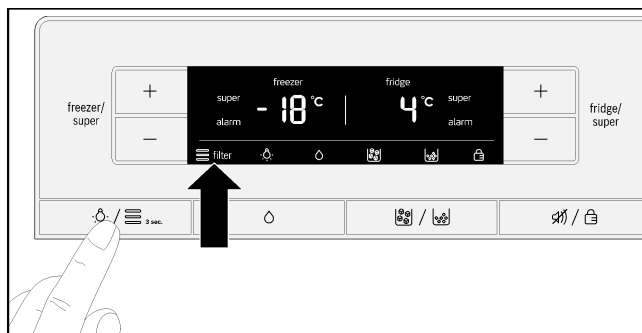 freezer/
super
+
−
freezer
super
alarm
- 18 °C
fridge
4 °C
super
alarm
filter
+
−
fridge/
super
/ 3 sec.
/
/